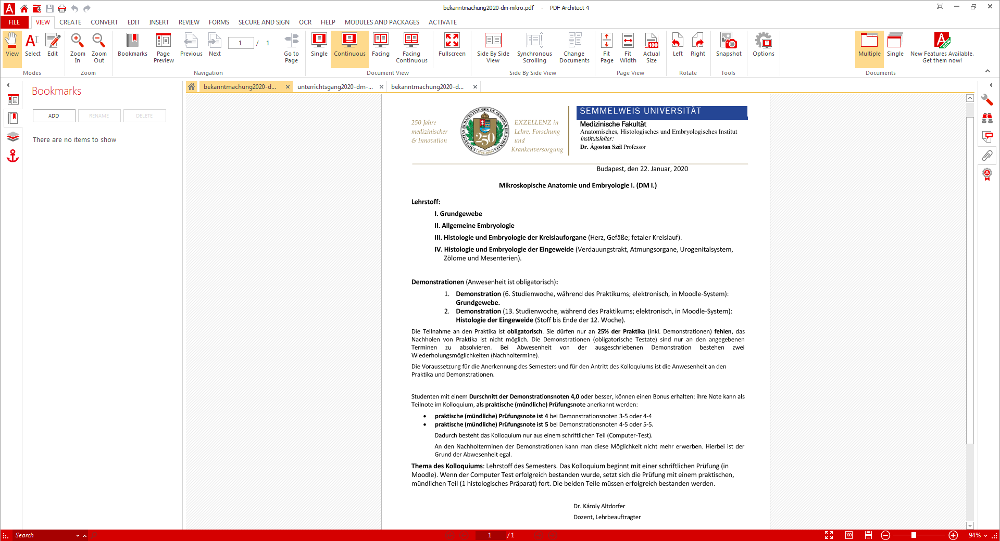 bekanntmachung2020-dm-mikro.pdf - PDF Architect 4
FILE VIEW CREATE CONVERT EDIT INSERT REVIEW FORMS SECURE AND SIGN OCR HELP MODULES AND PACKAGES ACTIVATE
View Select Edit Zoom In Zoom Out Bookmarks Page Preview Previous Next 1 / 1 Go to Page Single Continuous Facing Facing Continuous Fullscreen Side By Side View Synchronous Scrolling Change Documents Fit Page Fit Width Actual Size Left Right Snapshot Options Multiple Single New Features Available. Get them now!
Modes Zoom Navigation Document View Side By Side View Page View Rotate Tools Documents
Bookmarks
ADD RENAME DELETE
There are no items to show
bekanntmachung2020-d... unterrichtsgang2020-dm-... bekanntmachung2020-d...
250 Jahre
medizinischer
& Innovation
250
EXZELLENZ in
Lehre, Forschung
und
Krankenversorgung
SEMMELWEIS UNIVERSITÄT
Medizinische Fakultät
Anatomisches, Histologisches und Embryologisches Institut
Institutsleiter:
Dr. Ágoston Szél Professor
Budapest, den 22. Januar, 2020
Mikroskopische Anatomie und Embryologie I. (DM I.)
Lehrstoff:
I. Grundgewebe
II. Allgemeine Embryologie
III. Histologie und Embryologie der Kreislauforgane (Herz, Gefäße; fetaler Kreislauf).
IV. Histologie und Embryologie der Eingeweide (Verdauungstrakt, Atmungsorgane, Urogenitalsystem,
Zölome und Mesenterien).
Demonstrationen (Anwesenheit ist obligatorisch):
1. Demonstration (6. Studienwoche, während des Praktikums; elektronisch, in Moodle-System):
Grundgewebe.
2. Demonstration (13. Studienwoche, während des Praktikums; elektronisch, in Moodle-System):
Histologie der Eingeweide (Stoff bis Ende der 12. Woche).
Die Teilnahme an den Praktika ist obligatorisch. Sie dürfen nur an 25% der Praktika (inkl. Demonstrationen) fehlen, das
Nachholen von Praktika ist nicht möglich. Die Demonstrationen (obligatorische Testate) sind nur an den angegebenen
Terminen zu absolvieren. Bei Abwesenheit von der ausgeschriebenen Demonstration bestehen zwei
Wiederholungsmöglichkeiten (Nachholtermine).
Die Voraussetzung für die Anerkennung des Semesters und für den Antritt des Kolloquiums ist die Anwesenheit an den
Praktika und Demonstrationen.
Studenten mit einem Durschnitt der Demonstrationsnoten 4,0 oder besser, können einen Bonus erhalten: ihre Note kann als
Teilnote im Kolloquium, als praktische (mündliche) Prüfungsnote anerkannt werden:
• praktische (mündliche) Prüfungsnote ist 4 bei Demonstrationsnoten 3-5 oder 4-4
• praktische (mündliche) Prüfungsnote ist 5 bei Demonstrationsnoten 4-5 oder 5-5.
Dadurch besteht das Kolloquium nur aus einem schriftlichen Teil (Computer-Test).
An den Nachholterminen der Demonstrationen kann man diese Möglichkeit nicht mehr erwerben. Hierbei ist der
Grund der Abwesenheit egal.
Thema des Kolloquiums: Lehrstoff des Semesters. Das Kolloquium beginnt mit einer schriftlichen Prüfung (in
Moodle). Wenn der Computer Test erfolgreich bestanden wurde, setzt sich die Prüfung mit einem praktischen,
mündlichen Teil (1 histologisches Präparat) fort. Die beiden Teile müssen erfolgreich bestanden werden.
Dr. Károly Altdorfer
Dozent, Lehrbeauftragter
Search 1 / 1 94%